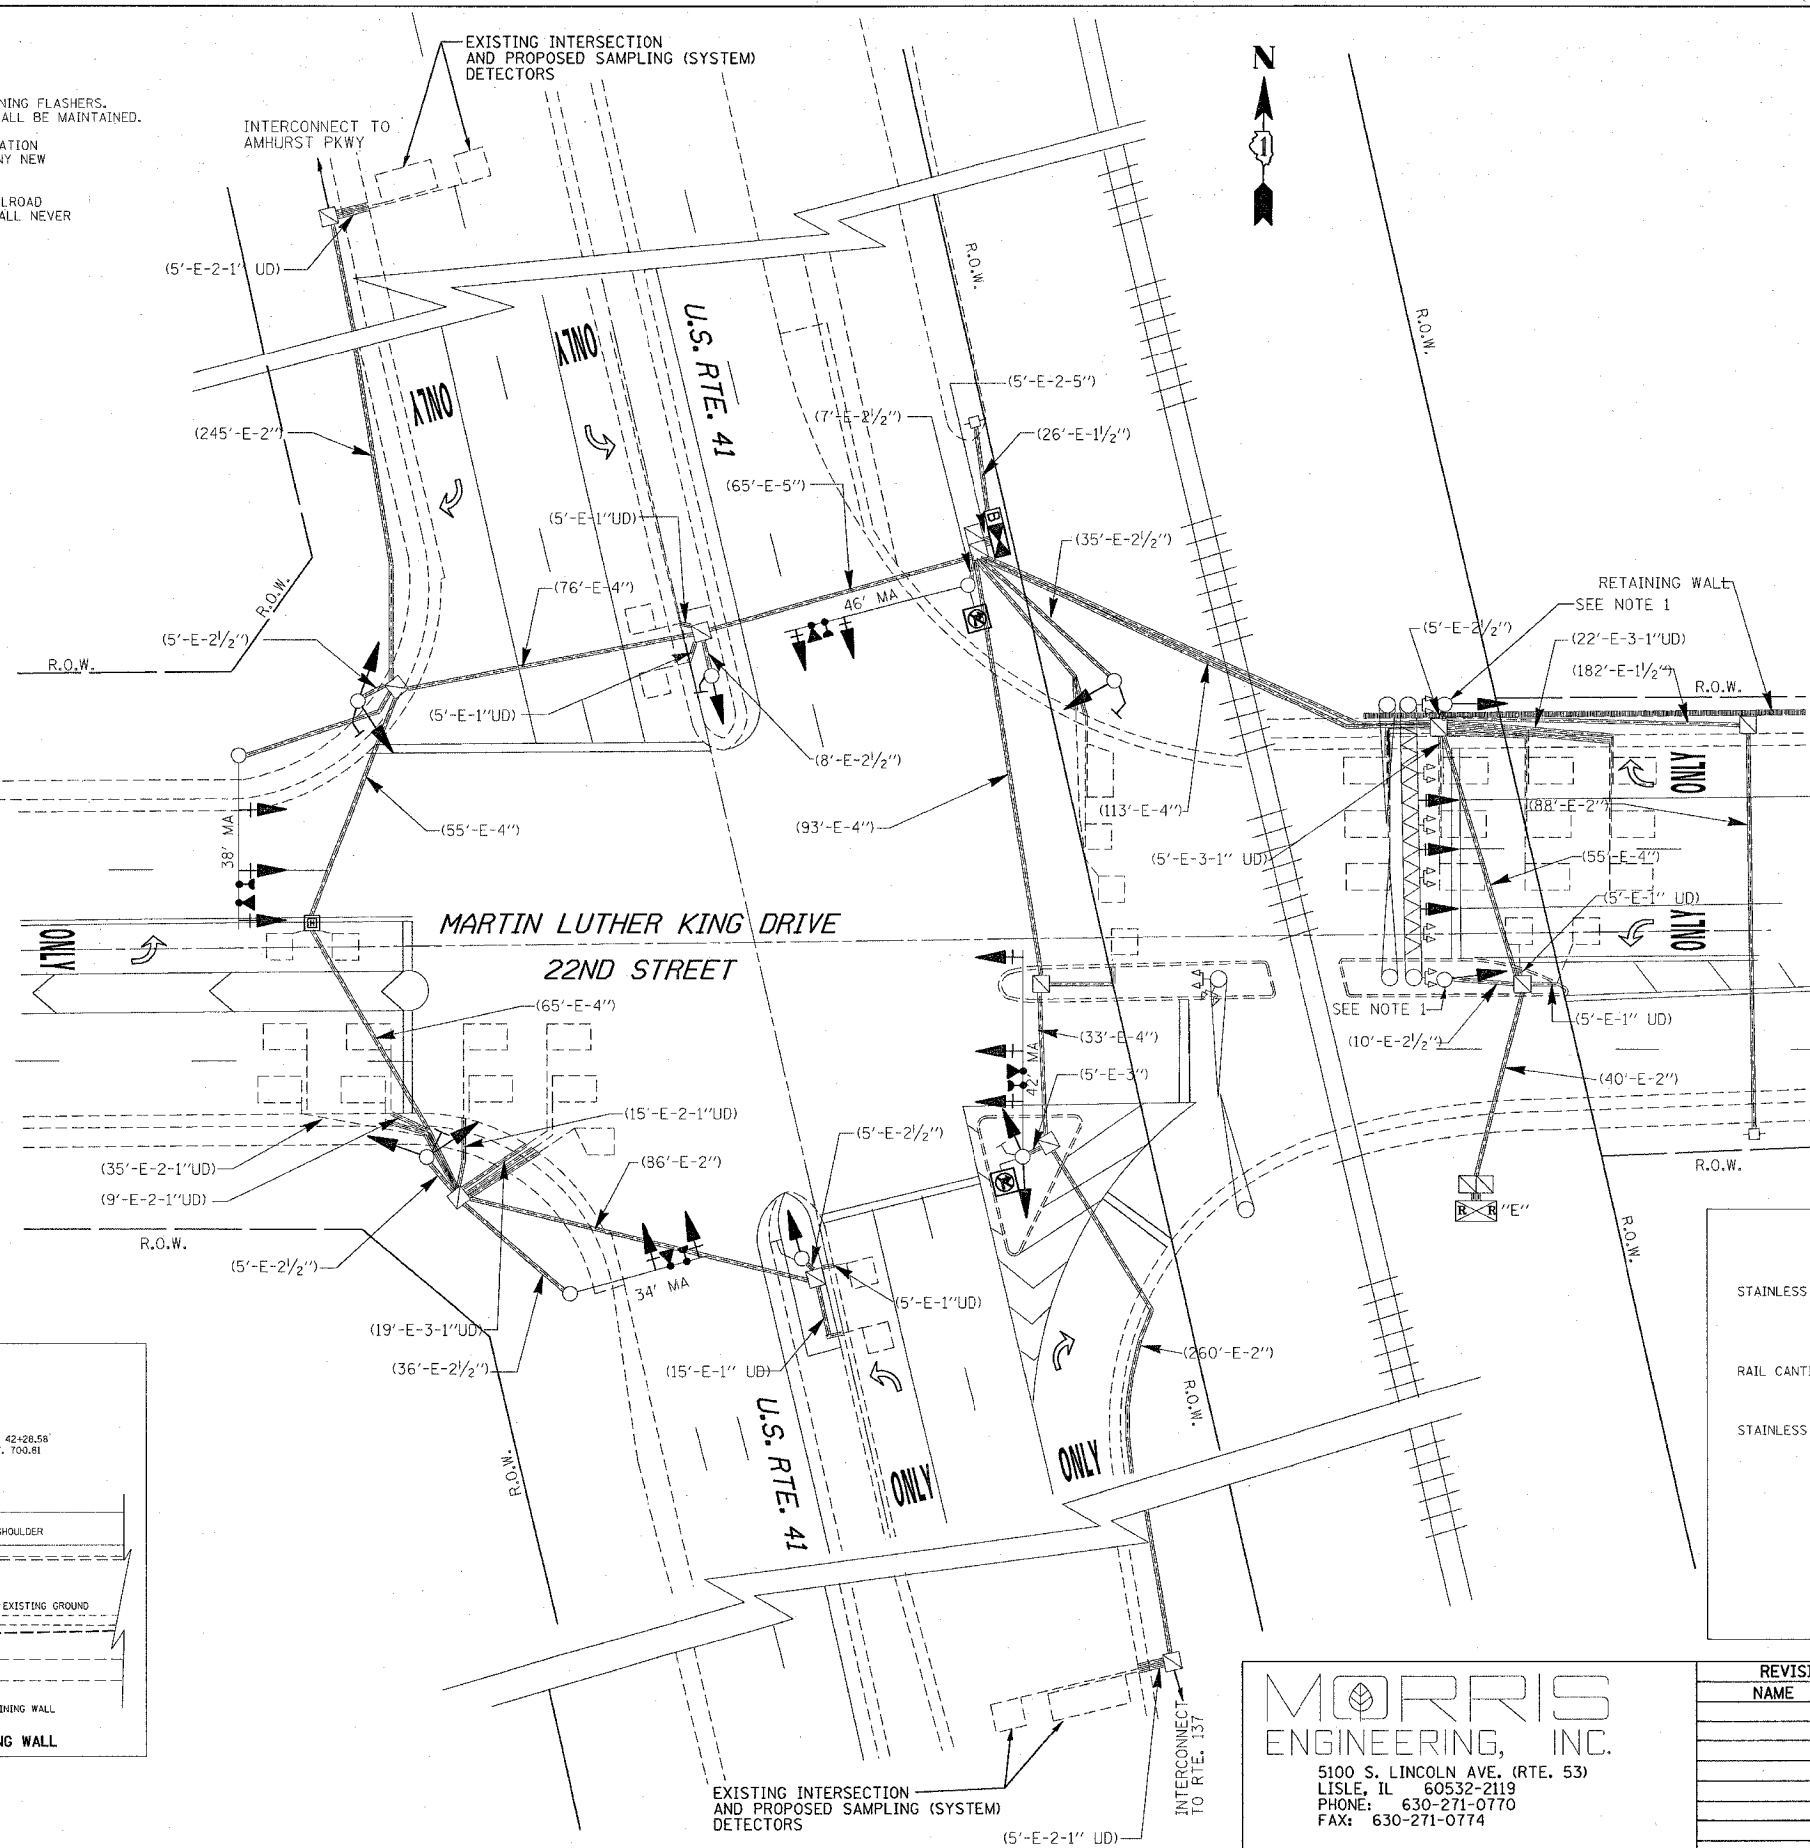 EXISTING INTERSECTION
AND PROPOSED SAMPLING (SYSTEM)
DETECTORS
NING FLASHERS.
ALL BE MAINTAINED.
ATION
NY NEW
LROAD
ALL NEVER
INTERCONNECT TO
AMHURST PKWY
N
1
(5'-E-2-1" UD)
R.O.W.
R.O.W.
U.S. RTE. 41
ONLY
ONLY
(5'-E-2-5")
(7'-E-2½")
(26'-E-1½")
(245'-E-2")
(65'-E-5")
(5'-E-1"UD)
B
(35'-E-2½")
(76'-E-4")
46' MA
RETAINING WALL
SEE NOTE 1
R.O.W.
(5'-E-2½")
(5'-E-2½")
(22'-E-3-1"UD)
(182'-E-1½")
R.O.W.
R.O.W.
(5'-E-1"UD)
(8'-E-2½")
ONLY
(113'-E-4")
(88'-E-2")
38' MA
(55'-E-4")
(93'-E-4")
(5'-E-3-1" UD)
(55'-E-4")
(5'-E-1" UD)
MARTIN LUTHER KING DRIVE
22ND STREET
ONLY
ONLY
(65'-E-4")
SEE NOTE 1
(5'-E-1" UD)
(33'-E-4")
(10'-E-2½")
42' MA
(5'-E-3")
(40'-E-2")
(15'-E-2-1"UD)
(5'-E-2½")
(35'-E-2-1"UD)
(86'-E-2")
(9'-E-2-1"UD)
R.O.W.
R R "E"
R.O.W.
R.O.W.
(5'-E-2½")
34' MA
(5'-E-1"UD)
STAINLESS
(19'-E-3-1"UD)
(36'-E-2½")
(15'-E-1" UD)
(260'-E-2")
RAIL CANT
R.O.W.
U.S. RTE. 41
42+28.58
700.81
STAINLESS
R.O.W.
ONLY
ONLY
SHOULDER
EXISTING GROUND
INING WALL
NG WALL
INTERCONNECT
TO RTE. 137
EXISTING INTERSECTION
AND PROPOSED SAMPLING (SYSTEM)
DETECTORS
(5'-E-2-1" UD)
MORRIS
ENGINEERING, INC.
5100 S. LINCOLN AVE. (RTE. 53)
LISLE, IL 60532-2119
PHONE: 630-271-0770
FAX: 630-271-0774
REVISI
NAME